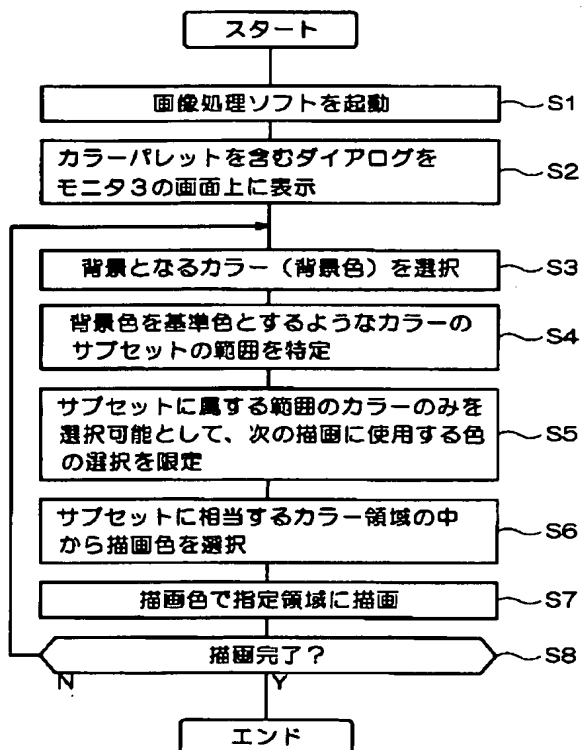 スタート
画像処理ソフトを起動
S1
カラーパレットを含むダイアログを
モニタ3の画面上に表示
S2
背景となるカラー（背景色）を選択
S3
背景色を基準色とするようなカラーの
サブセットの範囲を特定
S4
サブセットに属する範囲のカラーのみを
選択可能として、次の描画に使用する色
の選択を限定
S5
サブセットに相当するカラー領域の中
から描画色を選択
S6
描画色で指定領域に描画
S7
描画完了？
S8
N
Y
エンド